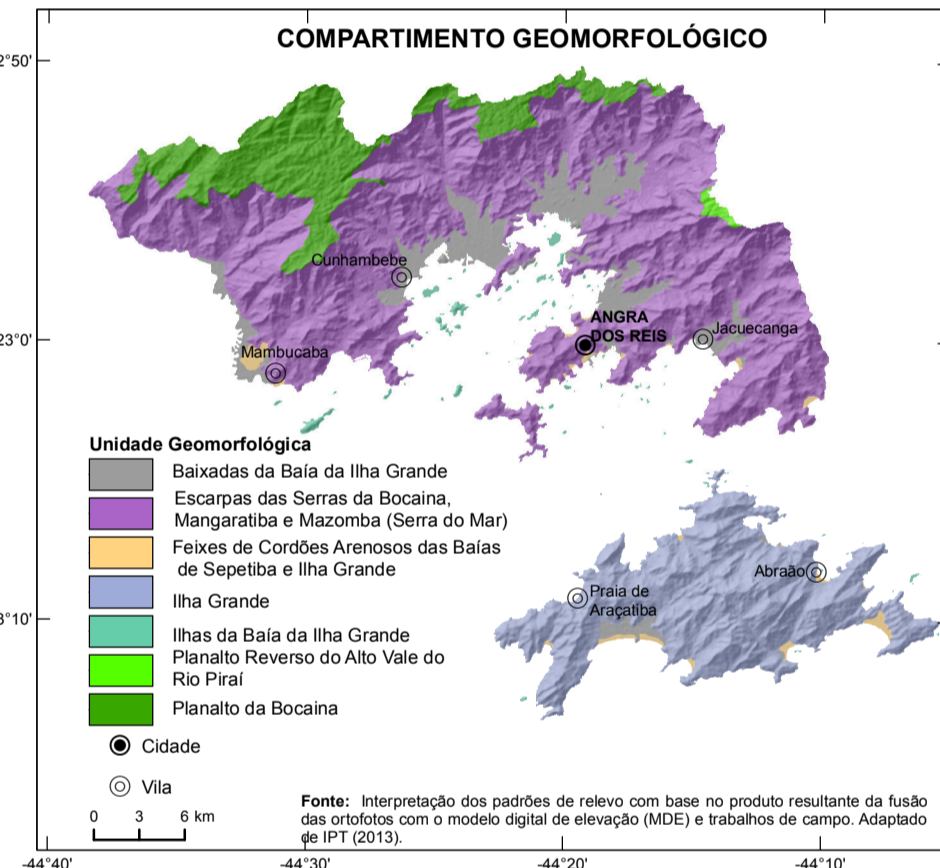 COMPARTIMENTO GEOMORFOLÓGICO
2°50'
Cunhambebe
ANGRA
DOS REIS
Jacuecanga
23°0'
Mambucaba
Unidade Geomorfológica
Baixadas da Baía da Ilha Grande
Escarpas das Serras da Bocaina,
Mangaratiba e Mazomba (Serra do Mar)
Feixes de Cordões Arenosos das Baías
de Sepetiba e Ilha Grande
Ilha Grande
Ilhas da Baía da Ilha Grande
Planalto Reverso do Alto Vale do
Rio Piraí
Planalto da Bocaina
Cidade
Vila
0 3 6 km
Abraão
Praia de
Araçatiba
3°10'
Fonte: Interpretação dos padrões de relevo com base no produto resultante da fusão
das ortofotos com o modelo digital de elevação (MDE) e trabalhos de campo. Adaptado
de IPT (2013).
-44°40' -44°30' -44°20' -44°10'